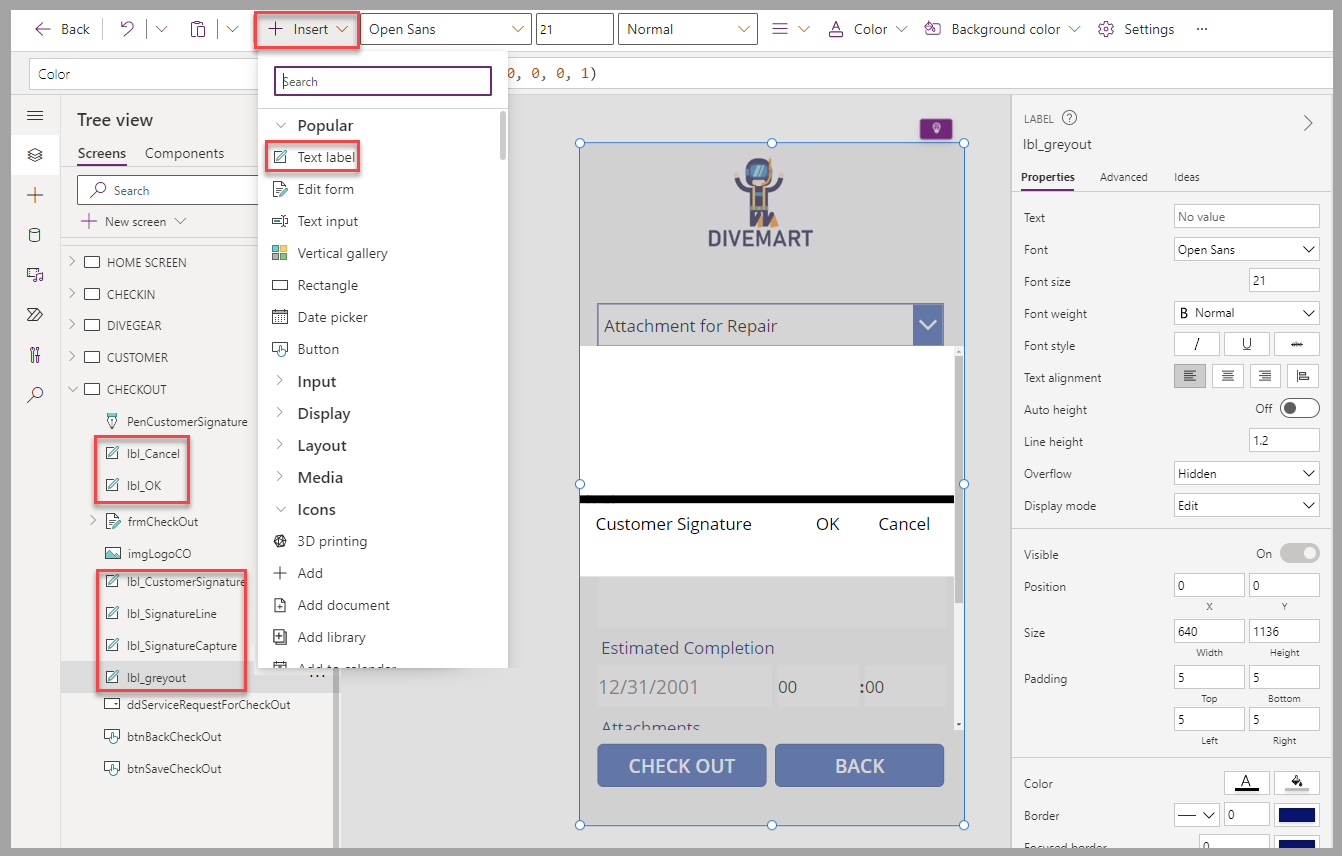 Back
Insert
Open Sans
21
Normal
Color
Background color
Settings
...
Color
0, 0, 0, 1)
Search
Popular
Text label
Edit form
Text input
Vertical gallery
Rectangle
Date picker
Button
Input
Display
Layout
Media
Icons
3D printing
Add
Add document
Add library
Add to calendar
Tree view
Screens
Components
Search
New screen
HOME SCREEN
CHECKIN
DIVEGEAR
CUSTOMER
CHECKOUT
PenCustomerSignature
lbl_Cancel
lbl_OK
frmCheckOut
imgLogoCO
lbl_CustomerSignature
lbl_SignatureLine
lbl_SignatureCapture
lbl_greyout
...
ddServiceRequestForCheckOut
btnBackCheckOut
btnSaveCheckOut
DIVEMART
Attachment for Repair
Customer Signature OK Cancel
Estimated Completion
12/31/2001 00 :00
Attachments
CHECK OUT
BACK
LABEL
lbl_greyout
Properties
Advanced
Ideas
Text No value
Font Open Sans
Font size 21
Font weight B Normal
Font style / U abc
Text alignment
Auto height Off
Line height 1.2
Overflow Hidden
Display mode Edit
Visible On
Position 0 0
X Y
Size 640 1136
Width Height
Padding 5 5
Top Bottom
5 5
Left Right
Color A
Border 0
Focused border 0